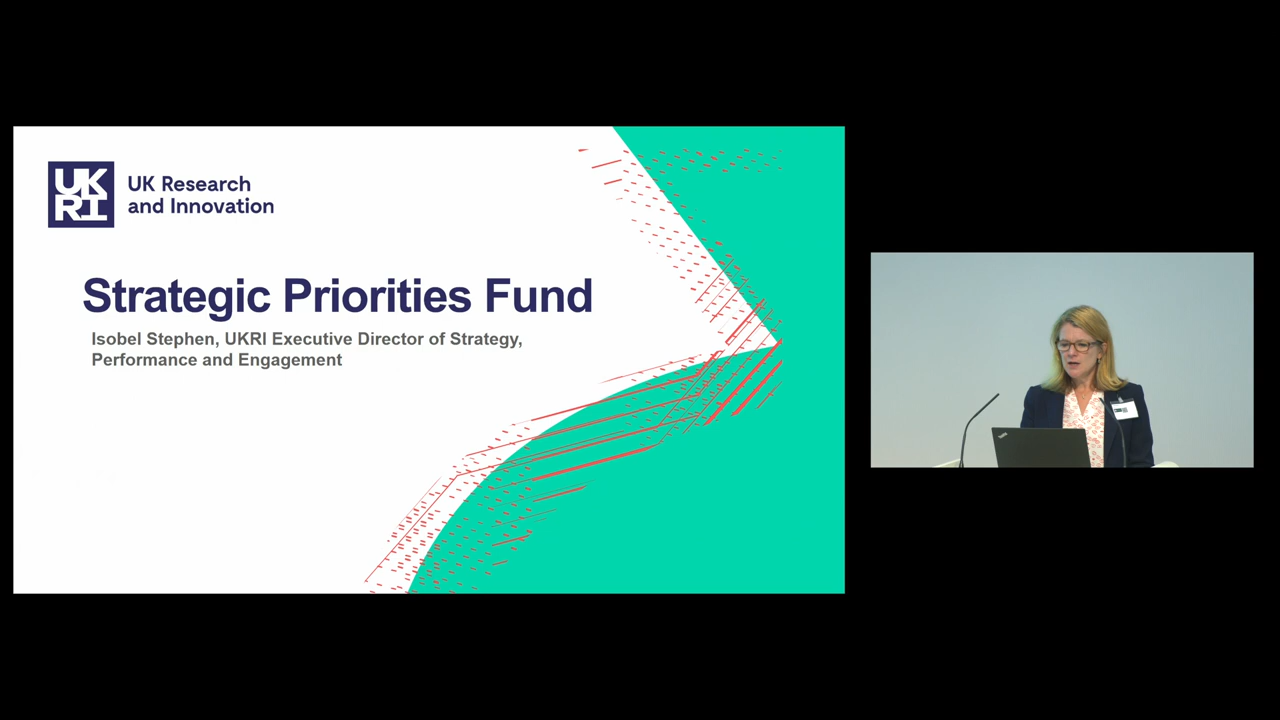 UK
RI
UK Research
and Innovation
Strategic Priorities Fund
Isobel Stephen, UKRI Executive Director of Strategy,
Performance and Engagement